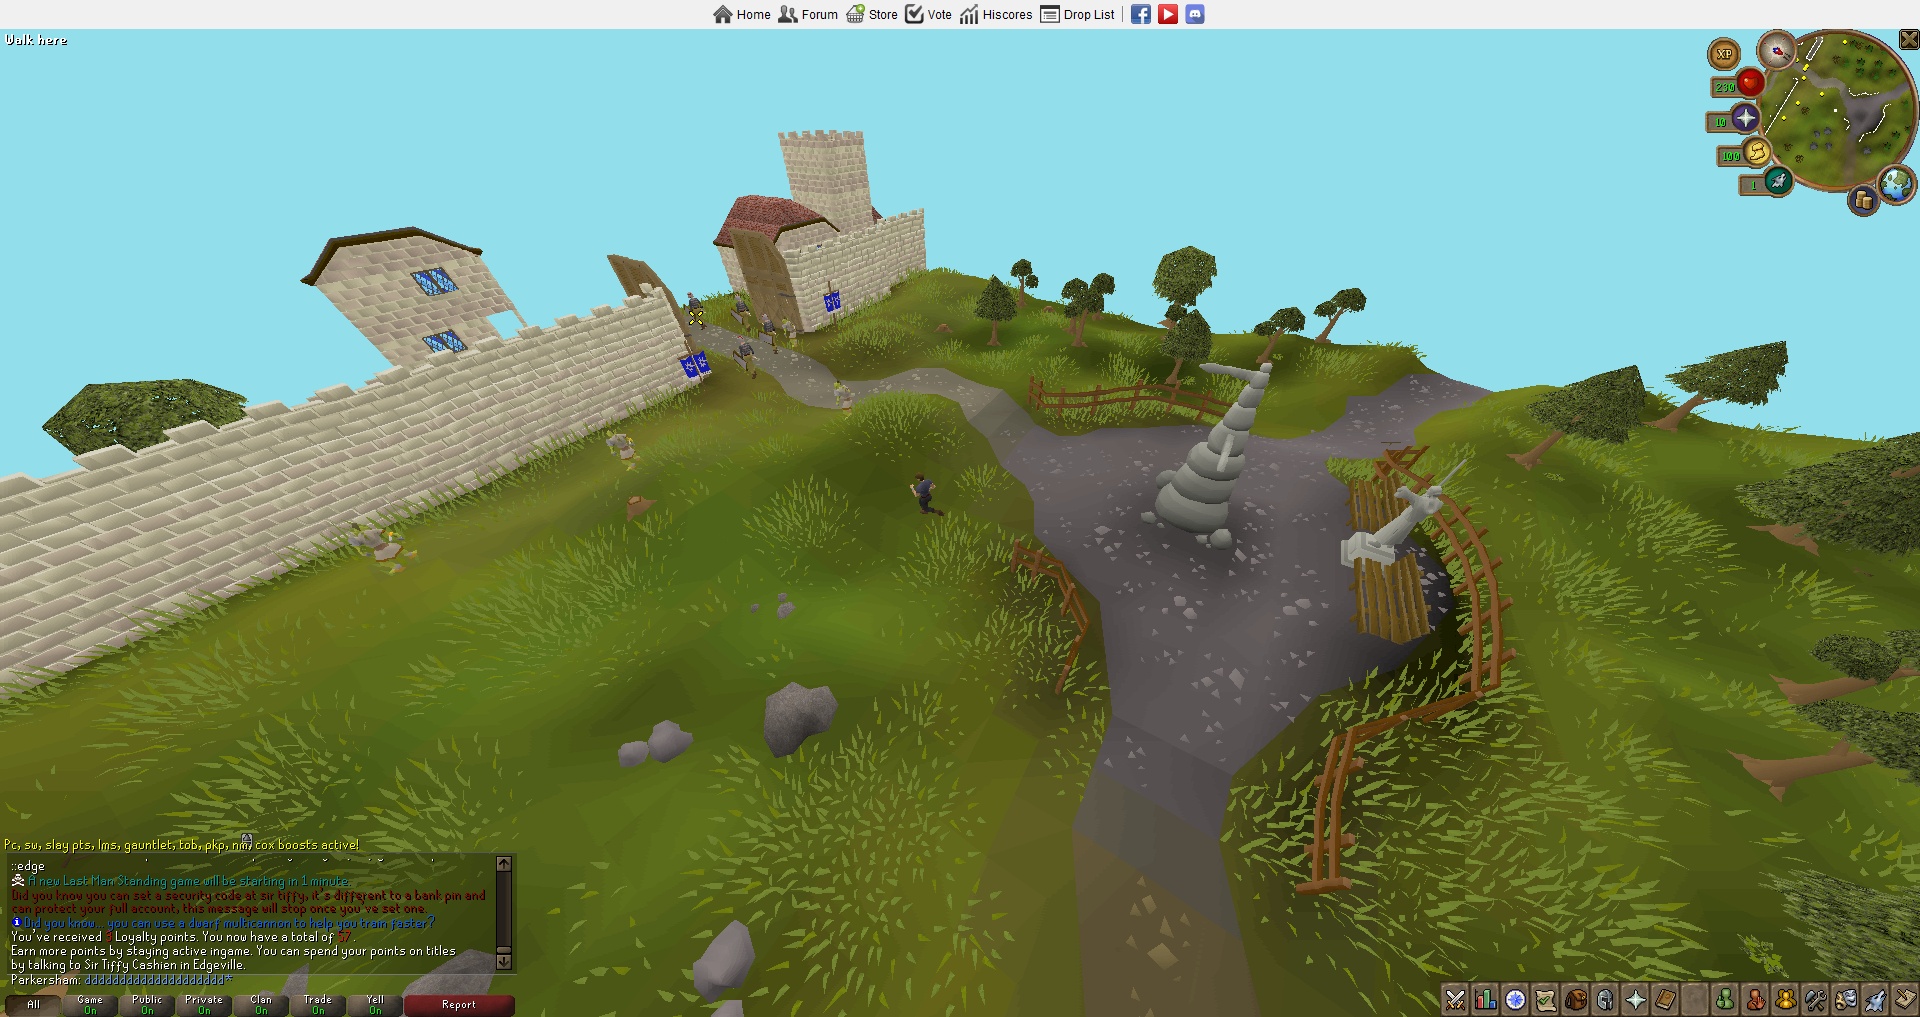 Home Forum Store Vote Hiscores Drop List
Walk here
XP
230
10
100
1
Pc, sw, slay pts, lms, gauntlet, tob, pkp, nm, cox boosts active!
::edge
A new Last Man Standing game will be starting in 1 minute.
Did you know you can set a security code at sir tiffy, it's different to a bank pin and
can protect your full account, this message will stop once you've set one.
Did you know... you can use a dwarf multicannon to help you train faster?
You've received 3 Loyalty points. You now have a total of 57.
Earn more points by staying active ingame. You can spend your points on titles
by talking to Sir Tiffy Cashien in Edgeville.
Parkersham: dddddddddddddddddddd*
All Game Public Private Clan Trade Yell Report
On On On On On On